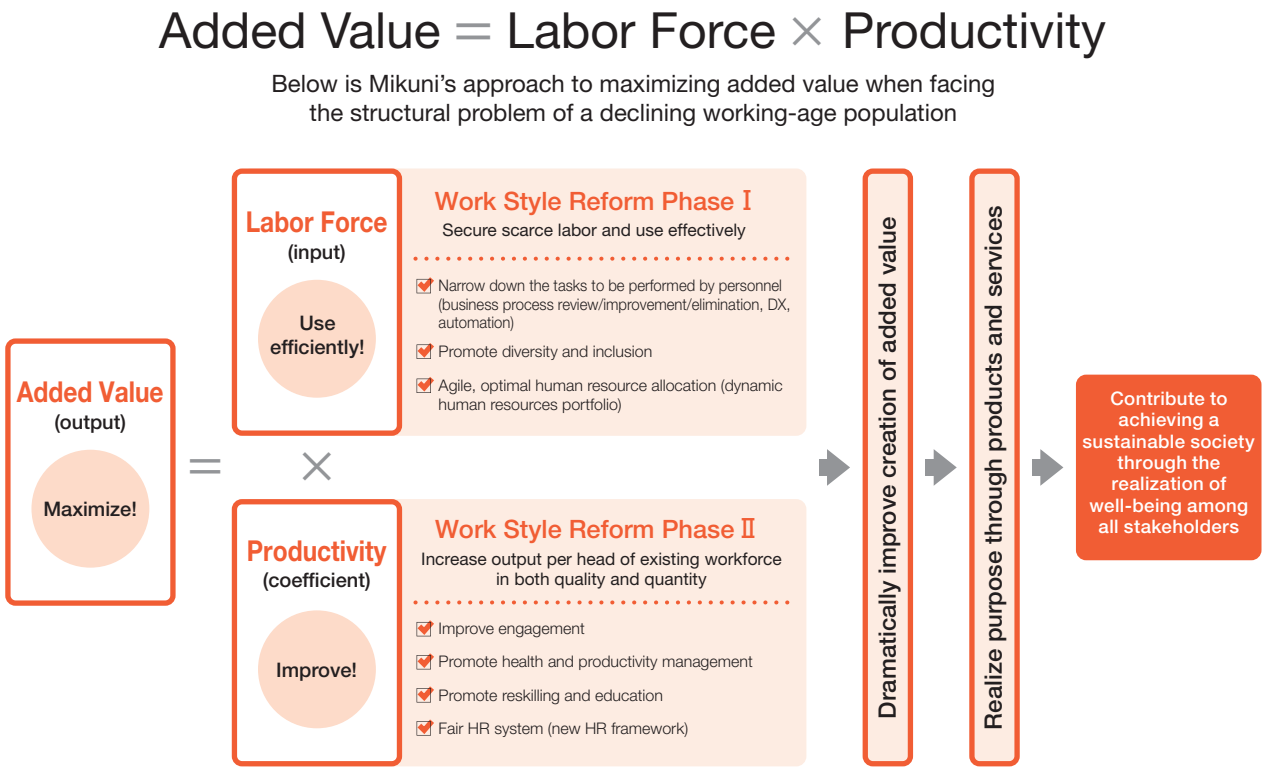 Added Value = Labor Force × Productivity
Below is Mikuni's approach to maximizing added value when facing
the structural problem of a declining working-age population
Added Value
(output)
Maximize!
=
Labor Force
(input)
Use
efficiently!
Work Style Reform Phase Ⅰ
Secure scarce labor and use effectively
Narrow down the tasks to be performed by personnel
(business process review/improvement/elimination, DX,
automation)
Promote diversity and inclusion
Agile, optimal human resource allocation (dynamic
human resources portfolio)
×
Productivity
(coefficient)
Improve!
Work Style Reform Phase Ⅱ
Increase output per head of existing workforce
in both quality and quantity
Improve engagement
Promote health and productivity management
Promote reskilling and education
Fair HR system (new HR framework)
Dramatically improve creation of added value
Realize purpose through products and services
Contribute to
achieving a
sustainable society
through the
realization of
well-being among
all stakeholders